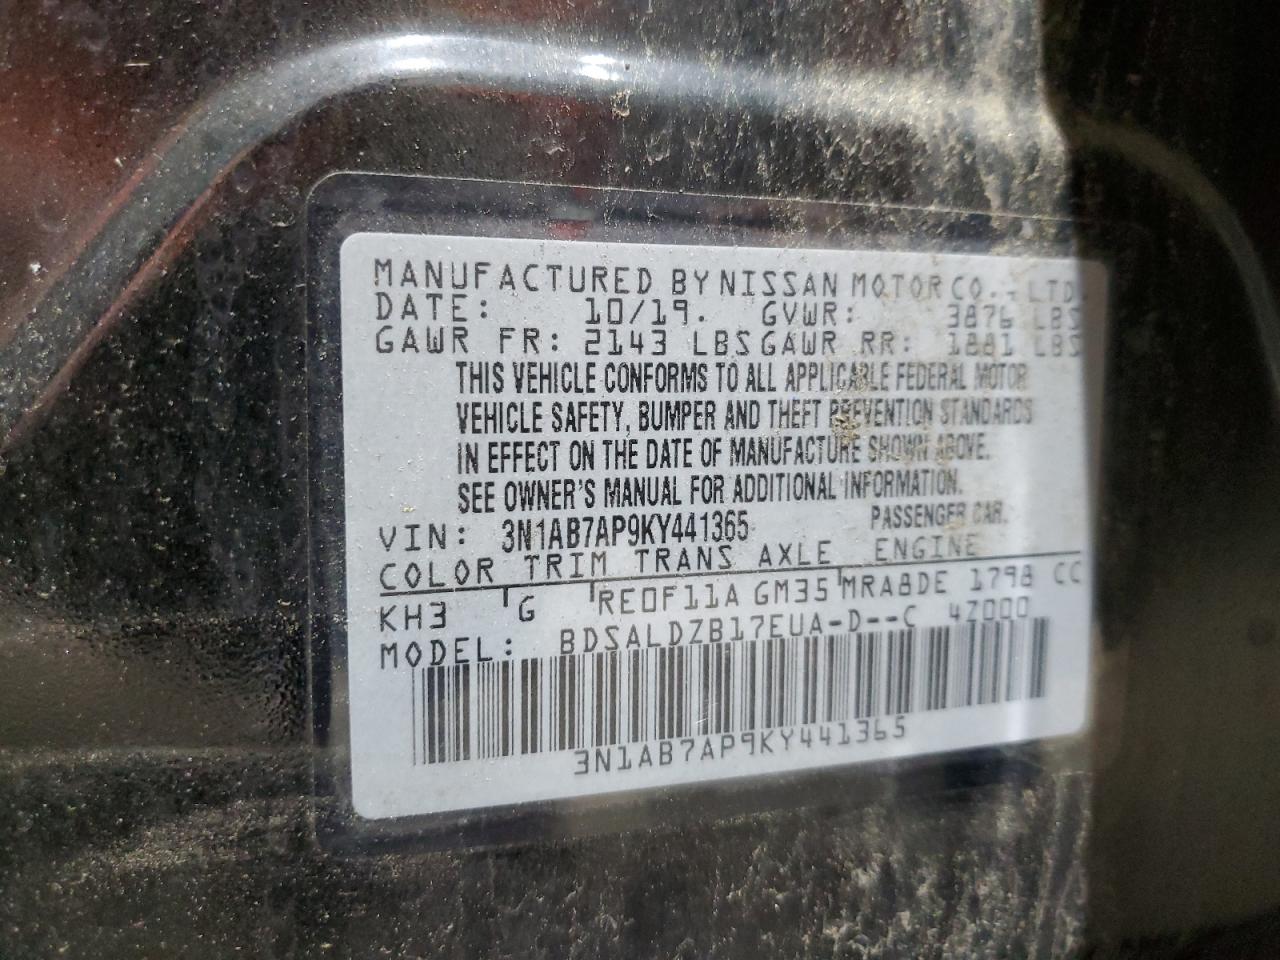 MANUFACTURED BY NISSAN MOTOR CO., LTD.
DATE: 10/19. GVWR: 3876 LBS
GAWR FR: 2143 LBS GAWR RR: 1881 LBS
THIS VEHICLE CONFORMS TO ALL APPLICABLE FEDERAL MOTOR
VEHICLE SAFETY, BUMPER AND THEFT PREVENTION STANDARDS
IN EFFECT ON THE DATE OF MANUFACTURE SHOWN ABOVE.
SEE OWNER'S MANUAL FOR ADDITIONAL INFORMATION.
VIN: 3N1AB7AP9KY441365 PASSENGER CAR.
COLOR TRIM TRANS AXLE ENGINE
KH3 G RE0F11A GM35 MRA8DE 1798 CC
MODEL: BDSALDZB17EUA-D--C 4Z000
3N1AB7AP9KY441365